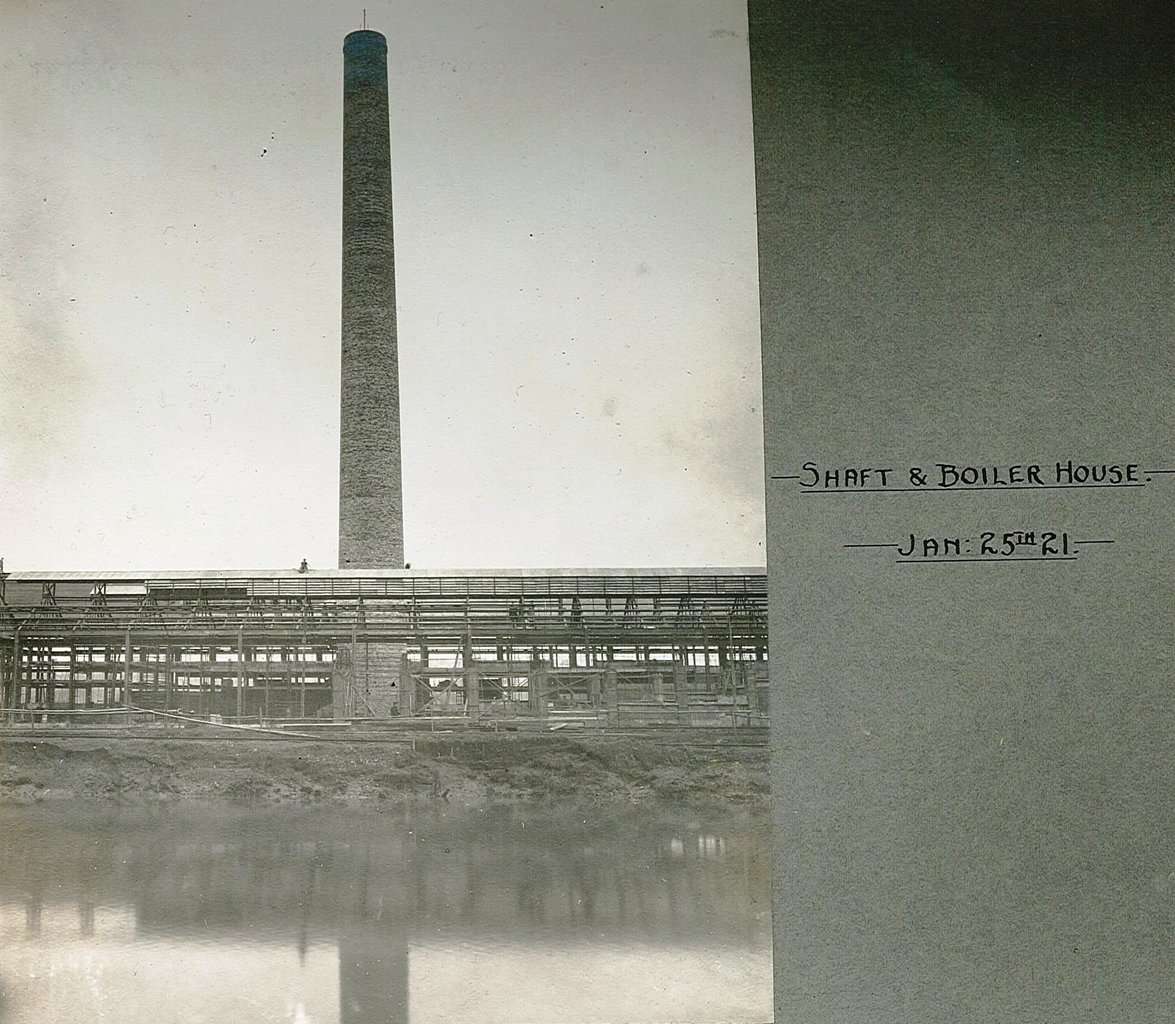 SHAFT & BOILER HOUSE.
JAN: 25TH 21.